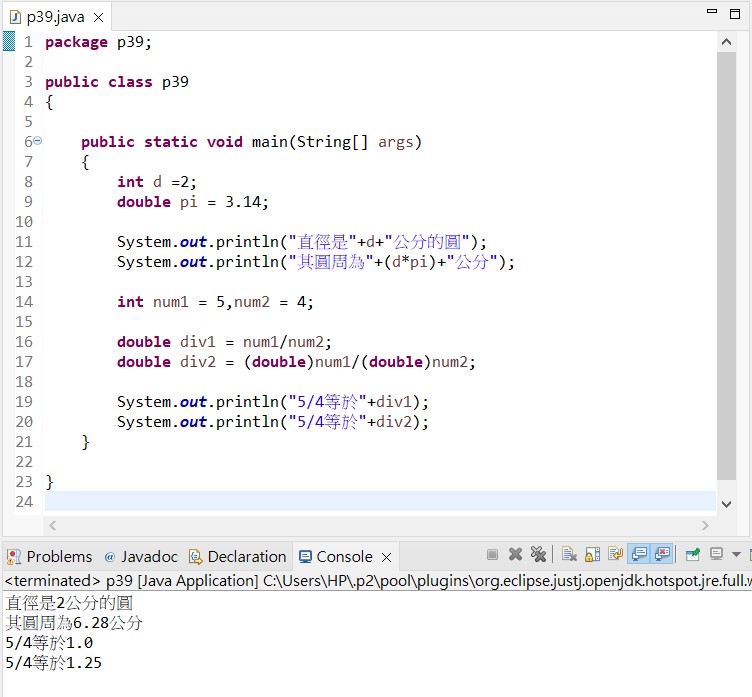 p39.java
1 package p39;
2
3 public class p39
4 {
5
6 public static void main(String[] args)
7 {
8 int d =2;
9 double pi = 3.14;
10
11 System.out.println("直徑是"+d+"公分的圓");
12 System.out.println("其圓周為"+(d*pi)+"公分");
13
14 int num1 = 5,num2 = 4;
15
16 double div1 = num1/num2;
17 double div2 = (double)num1/(double)num2;
18
19 System.out.println("5/4等於"+div1);
20 System.out.println("5/4等於"+div2);
21 }
22
23 }
24
Problems @ Javadoc Declaration Console
<terminated> p39 [Java Application] C:\Users\HP\.p2\pool\plugins\org.eclipse.justj.openjdk.hotspot.jre.full.w
直徑是2公分的圓
其圓周為6.28公分
5/4等於1.0
5/4等於1.25